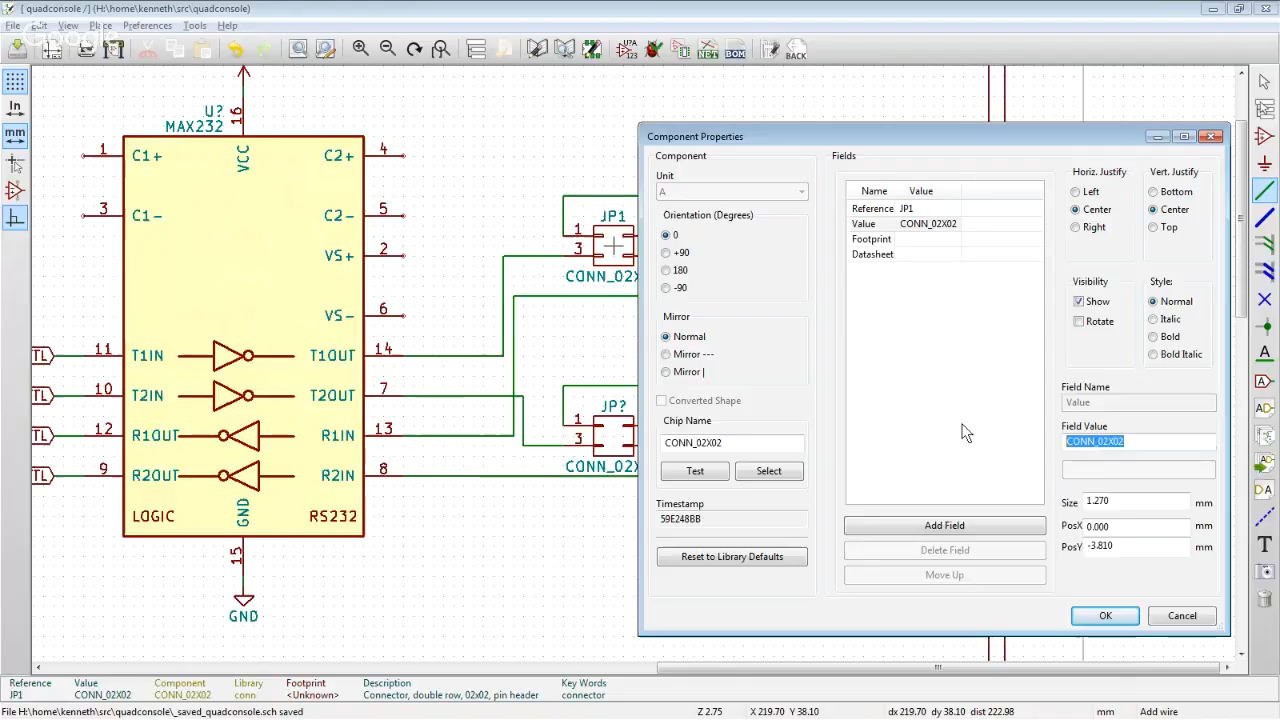 [ quadconsole /] (H:\home\kenneth\src\quadconsole)
File Edit View Place Preferences Tools Help
Google
BACK
In
mm
U?
MAX232
16
VCC
1 C1+ C2+ 4
3 C1- C2- 5
VS+ 2
VS- 6
TL 11 T1IN T1OUT 14
TL 10 T2IN T2OUT 7
TL 12 R1OUT R1IN 13
TL 9 R2OUT R2IN 8
LOGIC GND RS232
15
GND
JP1
1
3
CONN_02X
JP?
1
3
CONN_02X
Component Properties
Component
Unit
A
Orientation (Degrees)
0
+90
180
-90
Mirror
Normal
Mirror ---
Mirror |
Converted Shape
Chip Name
CONN_02X02
Test Select
Timestamp
59E248BB
Reset to Library Defaults
Fields
Name Value
Reference JP1
Value CONN_02X02
Footprint
Datasheet
Add Field
Delete Field
Move Up
Horiz. Justify
Left
Center
Right
Vert. Justify
Bottom
Center
Top
Visibility
Show
Rotate
Style:
Normal
Italic
Bold
Bold Italic
Field Name
Value
Field Value
CONN_02X02
Size 1.270 mm
PosX 0.000 mm
PosY -3.810 mm
OK Cancel
Reference Value Component Library Footprint Description Key Words
JP1 CONN_02X02 CONN_02X02 conn <Unknown> Connector, double row, 02x02, pin header connector
File H:\home\kenneth\src\quadconsole\_saved_quadconsole.sch saved Z 2.75 X 219.70 Y 38.10 dx 219.70 dy 38.10 dist 222.98 mm Add wire